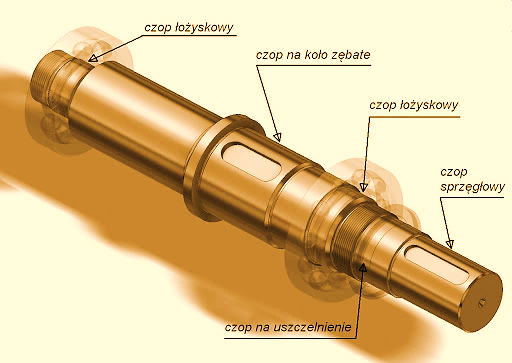 czop łożyskowy
czop na koło zębate
czop łożyskowy
czop
sprzęgłowy
czop na uszczelnienie